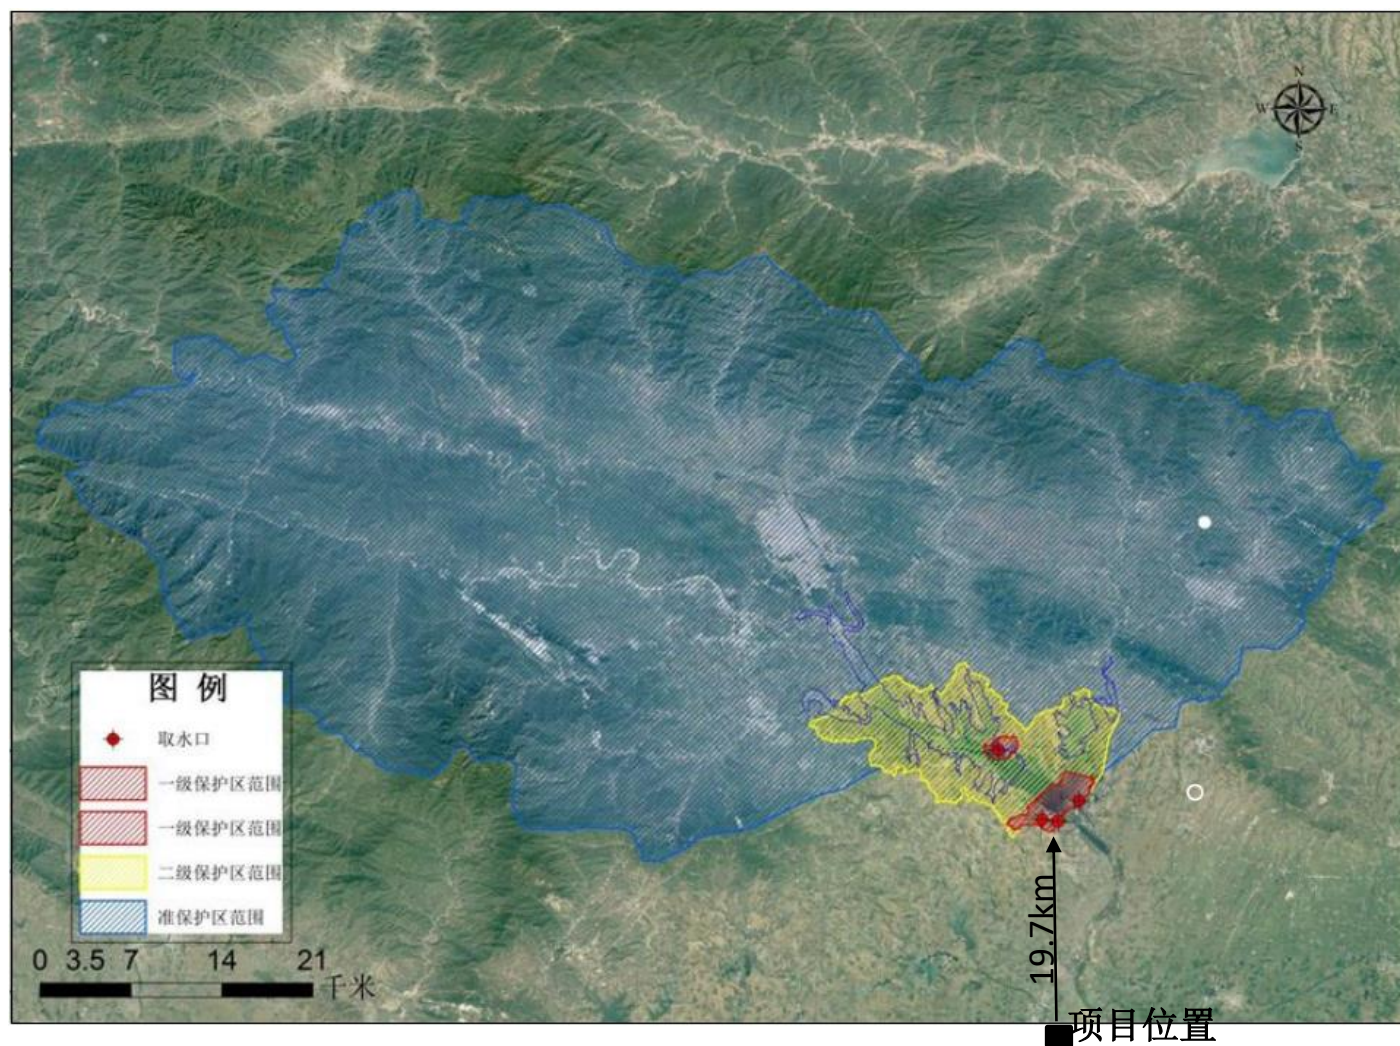 N
W E
S
图 例
取水口
一级保护区范围
一级保护区范围
二级保护区范围
准保护区范围
0 3.5 7 14 21
千米
19.7km
项目位置